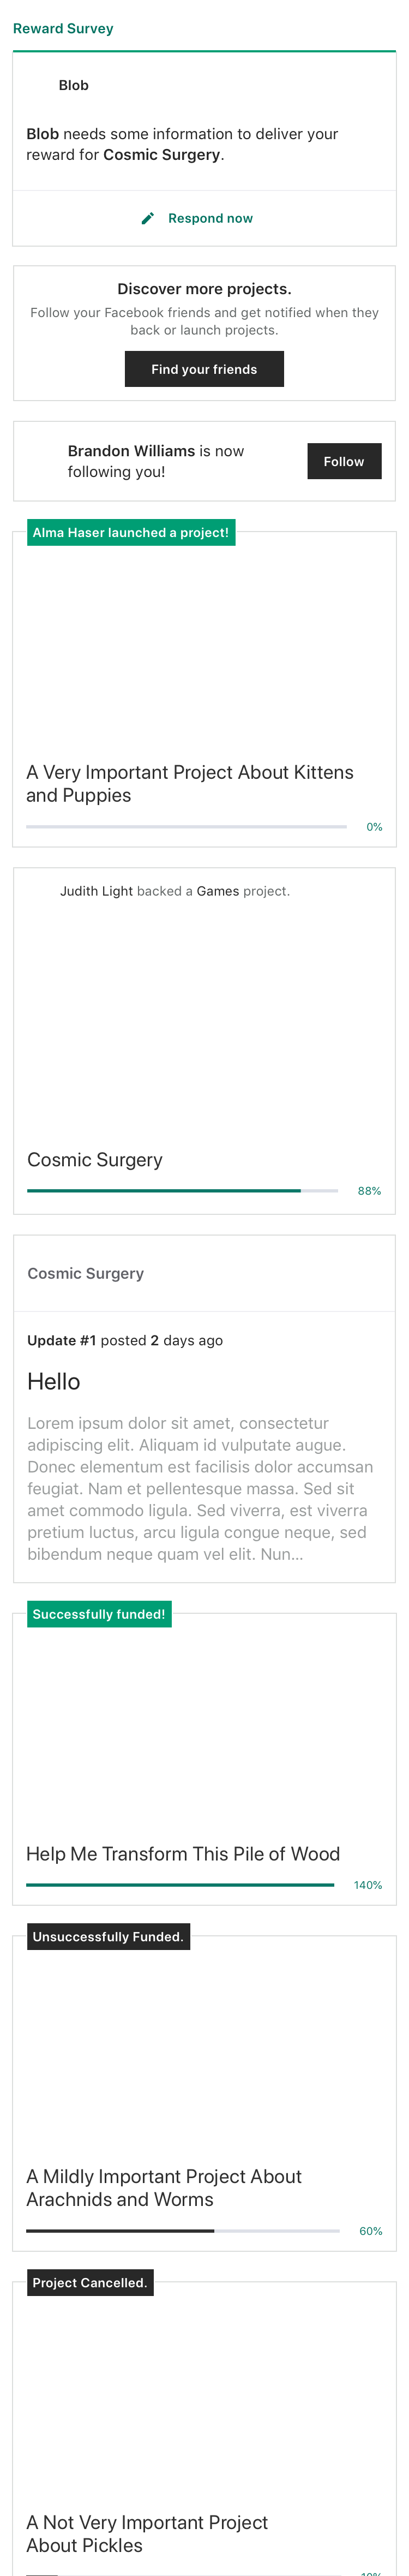 Reward Survey
Blob
Blob needs some information to deliver your
reward for Cosmic Surgery.
Respond now
Discover more projects.
Follow your Facebook friends and get notified when they
back or launch projects.
Find your friends
Brandon Williams is now
following you!
Follow
Alma Haser launched a project!
A Very Important Project About Kittens
and Puppies
0%
Judith Light backed a Games project.
Cosmic Surgery
88%
Cosmic Surgery
Update #1 posted 2 days ago
Hello
Lorem ipsum dolor sit amet, consectetur
adipiscing elit. Aliquam id vulputate augue.
Donec elementum est facilisis dolor accumsan
feugiat. Nam et pellentesque massa. Sed sit
amet commodo ligula. Sed viverra, est viverra
pretium luctus, arcu ligula congue neque, sed
bibendum neque quam vel elit. Nun...
Successfully funded!
Help Me Transform This Pile of Wood
140%
Unsuccessfully Funded.
A Mildly Important Project About
Arachnids and Worms
60%
Project Cancelled.
A Not Very Important Project
About Pickles